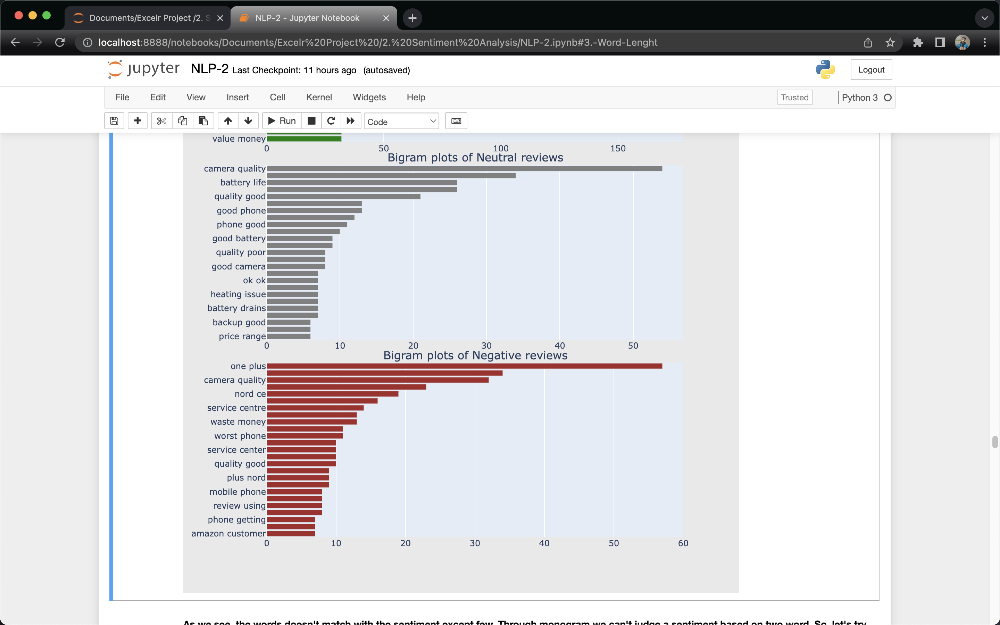 Documents/Excelr Project /2. S
NLP-2 - Jupyter Notebook
localhost:8888/notebooks/Documents/Excelr%20Project%20/2.%20Sentiment%20Analysis/NLP-2.ipynb#3.-Word-Lenght
jupyter NLP-2 Last Checkpoint: 11 hours ago (autosaved)
Logout
File Edit View Insert Cell Kernel Widgets Help
Trusted Python 3
Run Code
value money
0 50 100 150
Bigram plots of Neutral reviews
camera quality
battery life
quality good
good phone
phone good
good battery
quality poor
good camera
ok ok
heating issue
battery drains
backup good
price range
0 10 20 30 40 50
Bigram plots of Negative reviews
one plus
camera quality
nord ce
service centre
waste money
worst phone
service center
quality good
plus nord
mobile phone
review using
phone getting
amazon customer
0 10 20 30 40 50 60
As we see, the words doesn't match with the sentiment except few. Through monogram we can't judge a sentiment based on two word. So, let's try